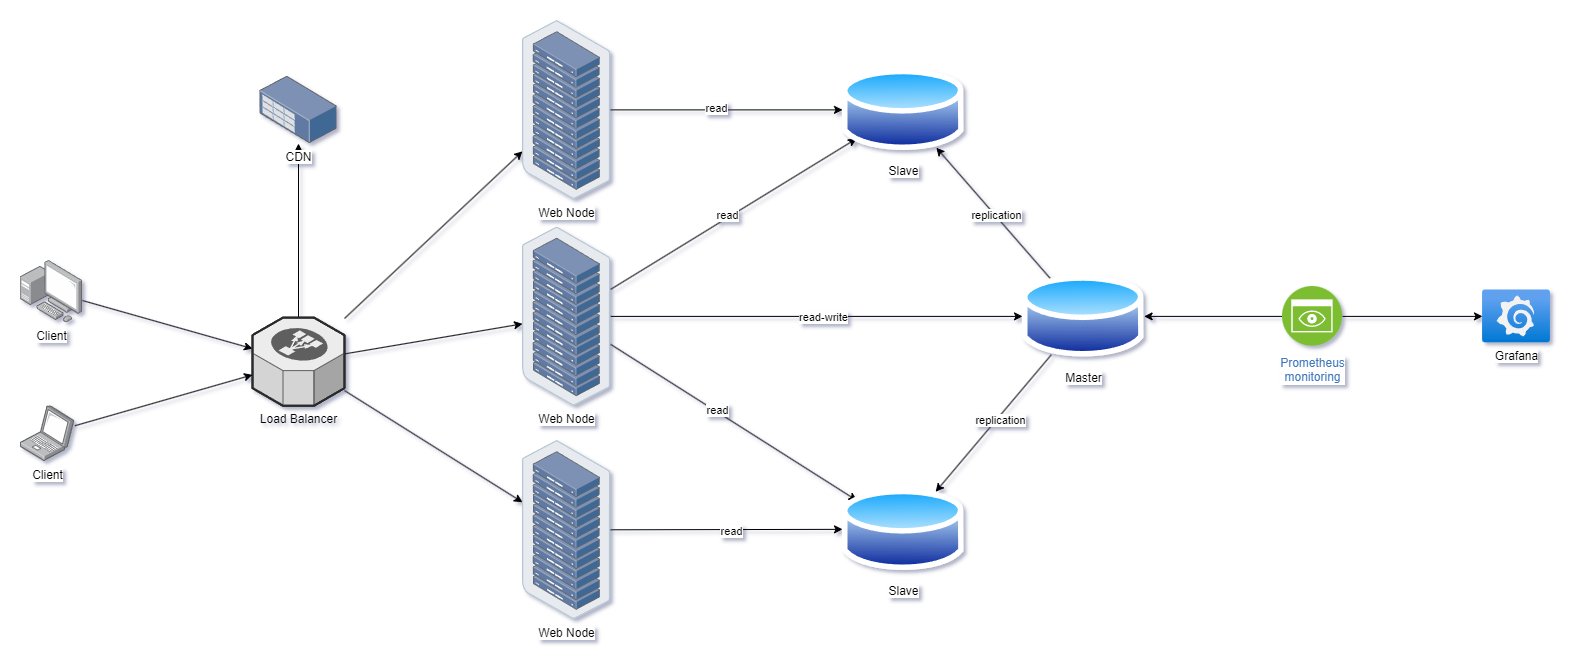 CDN
Client
Client
Load Balancer
Web Node
Web Node
Web Node
read
read
read-write
read
read
Slave
replication
Master
replication
Slave
Prometheus
monitoring
Grafana